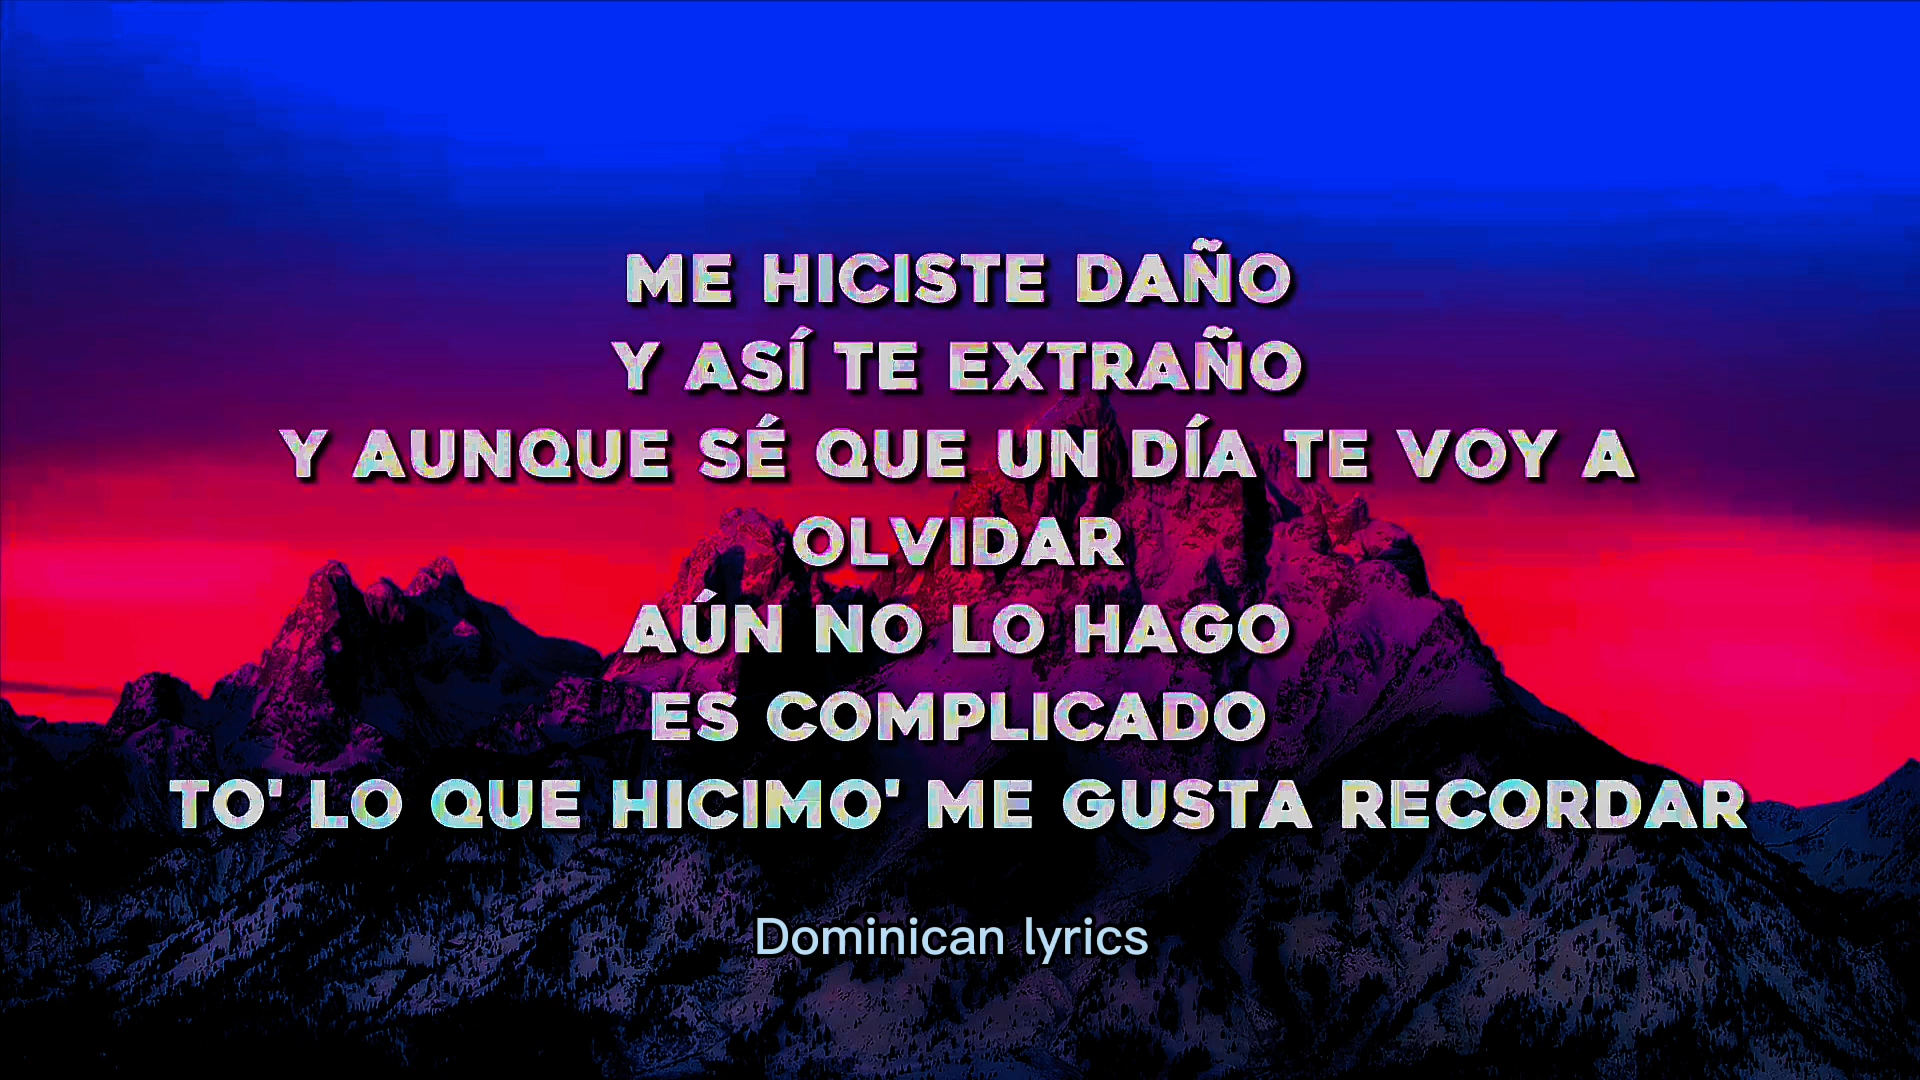 ME HICISTE DAÑO
Y ASÍ TE EXTRAÑO
Y AUNQUE SÉ QUE UN DÍA TE VOY A
OLVIDAR
AÚN NO LO HAGO
ES COMPLICADO
TO' LO QUE HICIMO' ME GUSTA RECORDAR
Dominican lyrics